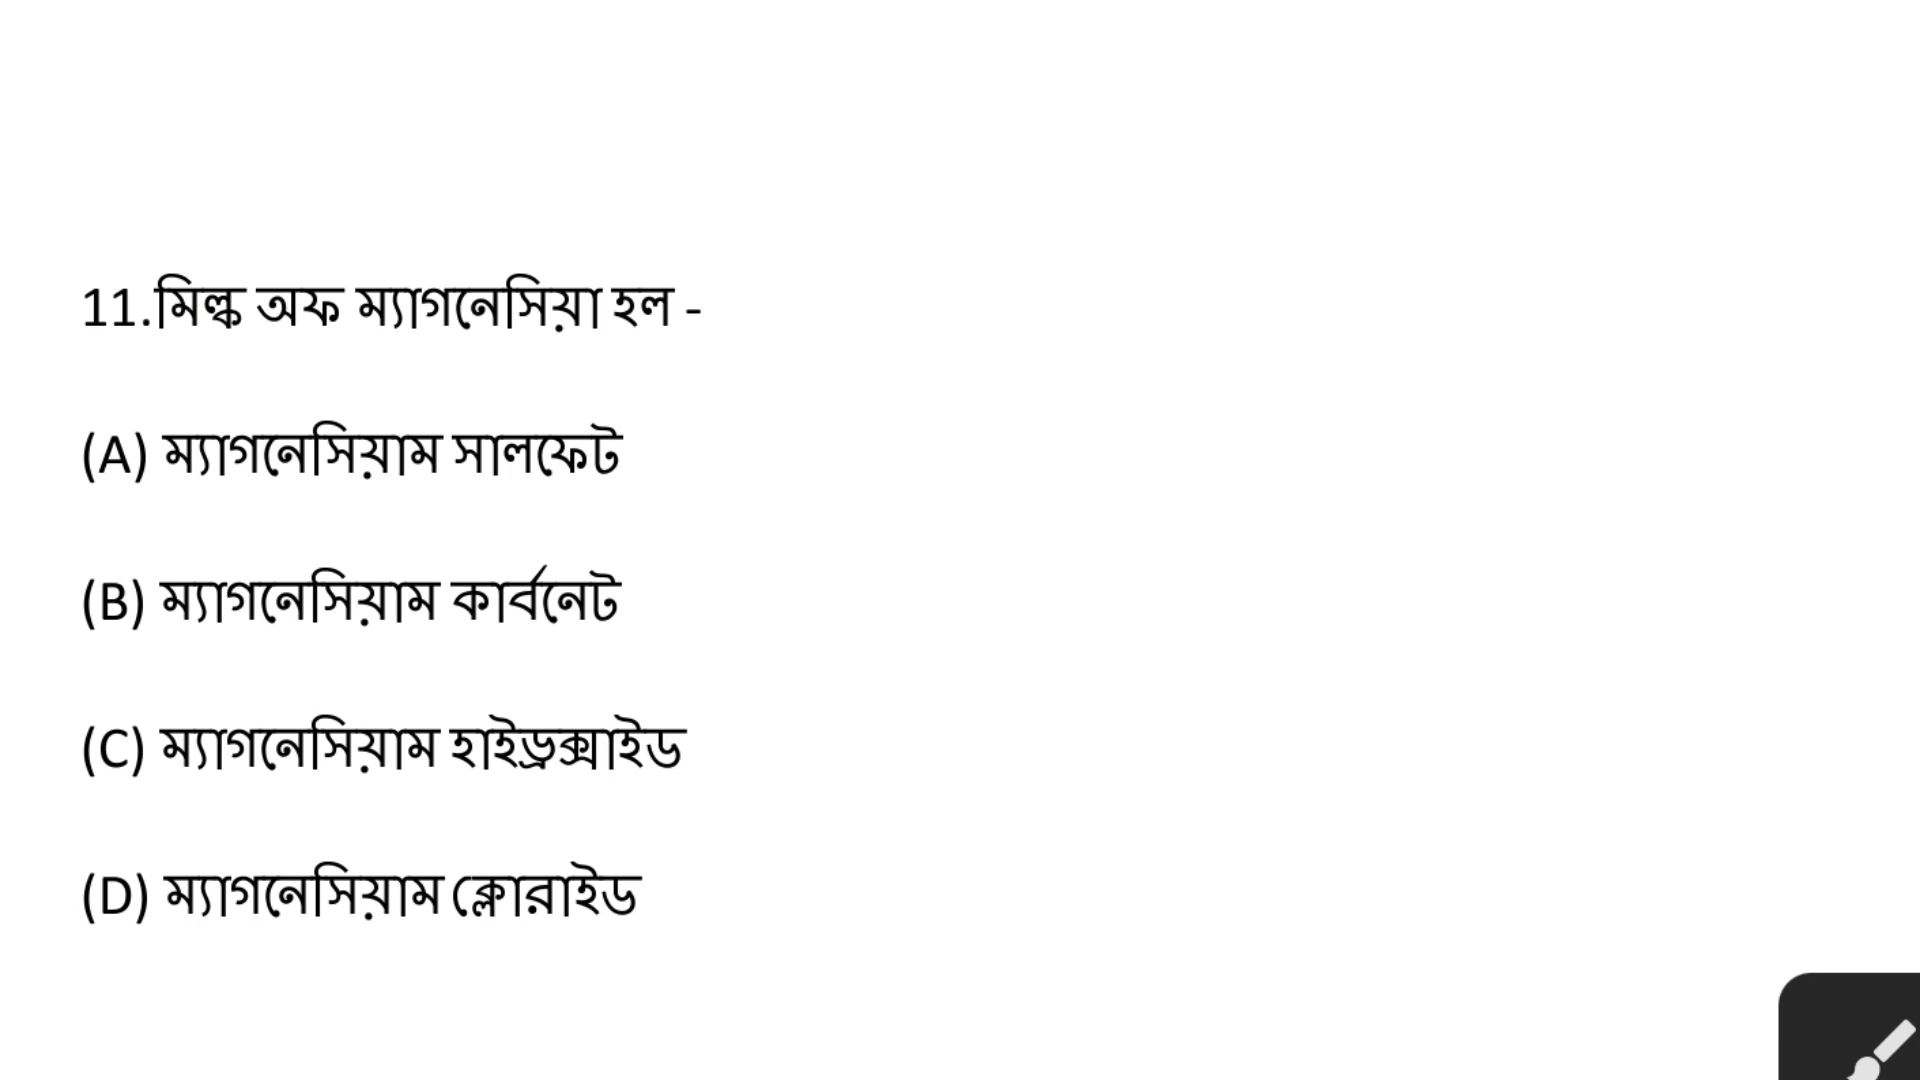 11.মিল্ক অফ ম্যাগনেসিয়া হল -
(A) ম্যাগনেসিয়াম সালফেট
(B) ম্যাগনেসিয়াম কার্বনেট
(C) ম্যাগনেসিয়াম হাইড্রক্সাইড
(D) ম্যাগনেসিয়াম ক্লোরাইড